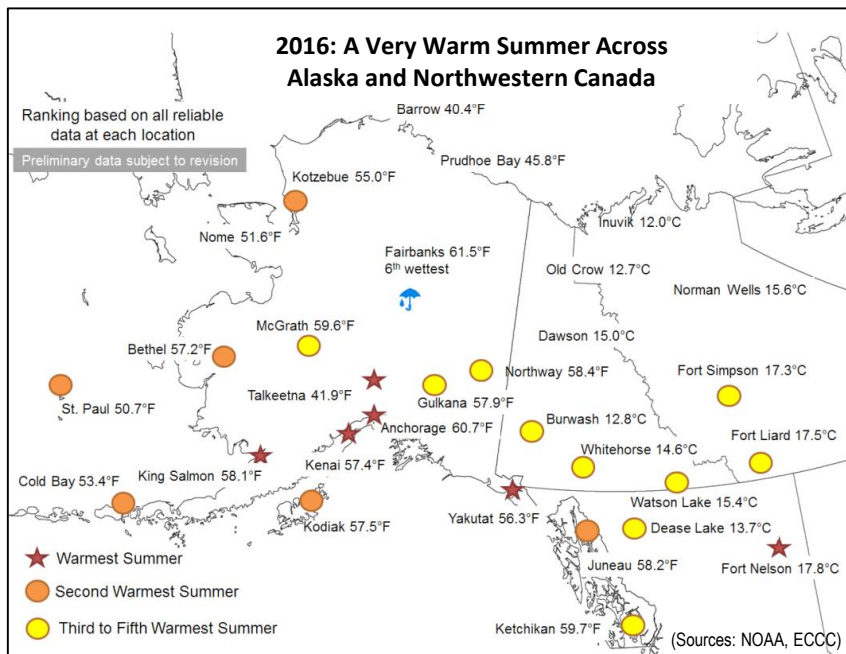 2016: A Very Warm Summer Across
Alaska and Northwestern Canada
Ranking based on all reliable
data at each location
Preliminary data subject to revision
Barrow 40.4°F
Prudhoe Bay 45.8°F
Kotzebue 55.0°F
Inuvik 12.0°C
Nome 51.6°F
Fairbanks 61.5°F
6th wettest
Old Crow 12.7°C
Norman Wells 15.6°C
McGrath 59.6°F
Dawson 15.0°C
Bethel 57.2°F
Northway 58.4°F
Fort Simpson 17.3°C
Talkeetna 41.9°F
Gulkana 57.9°F
St. Paul 50.7°F
Anchorage 60.7°F
Burwash 12.8°C
Fort Liard 17.5°C
Whitehorse 14.6°C
Kenai 57.4°F
King Salmon 58.1°F
Cold Bay 53.4°F
Watson Lake 15.4°C
Yakutat 56.3°F
Kodiak 57.5°F
Dease Lake 13.7°C
Warmest Summer
Juneau 58.2°F
Fort Nelson 17.8°C
Second Warmest Summer
Third to Fifth Warmest Summer
Ketchikan 59.7°F
(Sources: NOAA, ECCC)